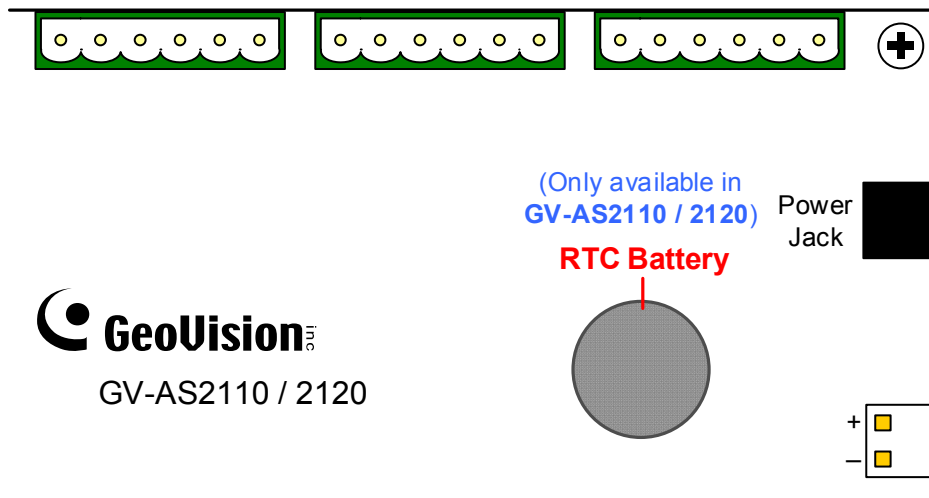 (Only available in
GV-AS2110 / 2120)
RTC Battery
Power
Jack
GeoVision inc
GV-AS2110 / 2120
+
–